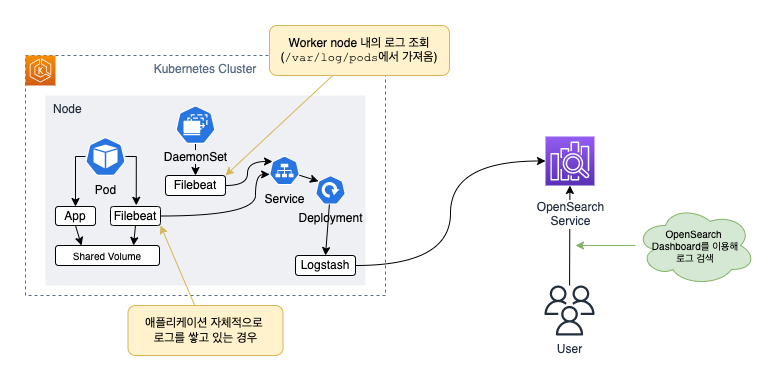 Worker node 내의 로그 조회
(/var/log/pods에서 가져옴)
Kubernetes Cluster
Node
DaemonSet
Filebeat
Pod
Service
App
Filebeat
Deployment
Shared Volume
Logstash
애플리케이션 자체적으로
로그를 쌓고 있는 경우
OpenSearch
Service
OpenSearch
Dashboard를 이용해
로그 검색
User